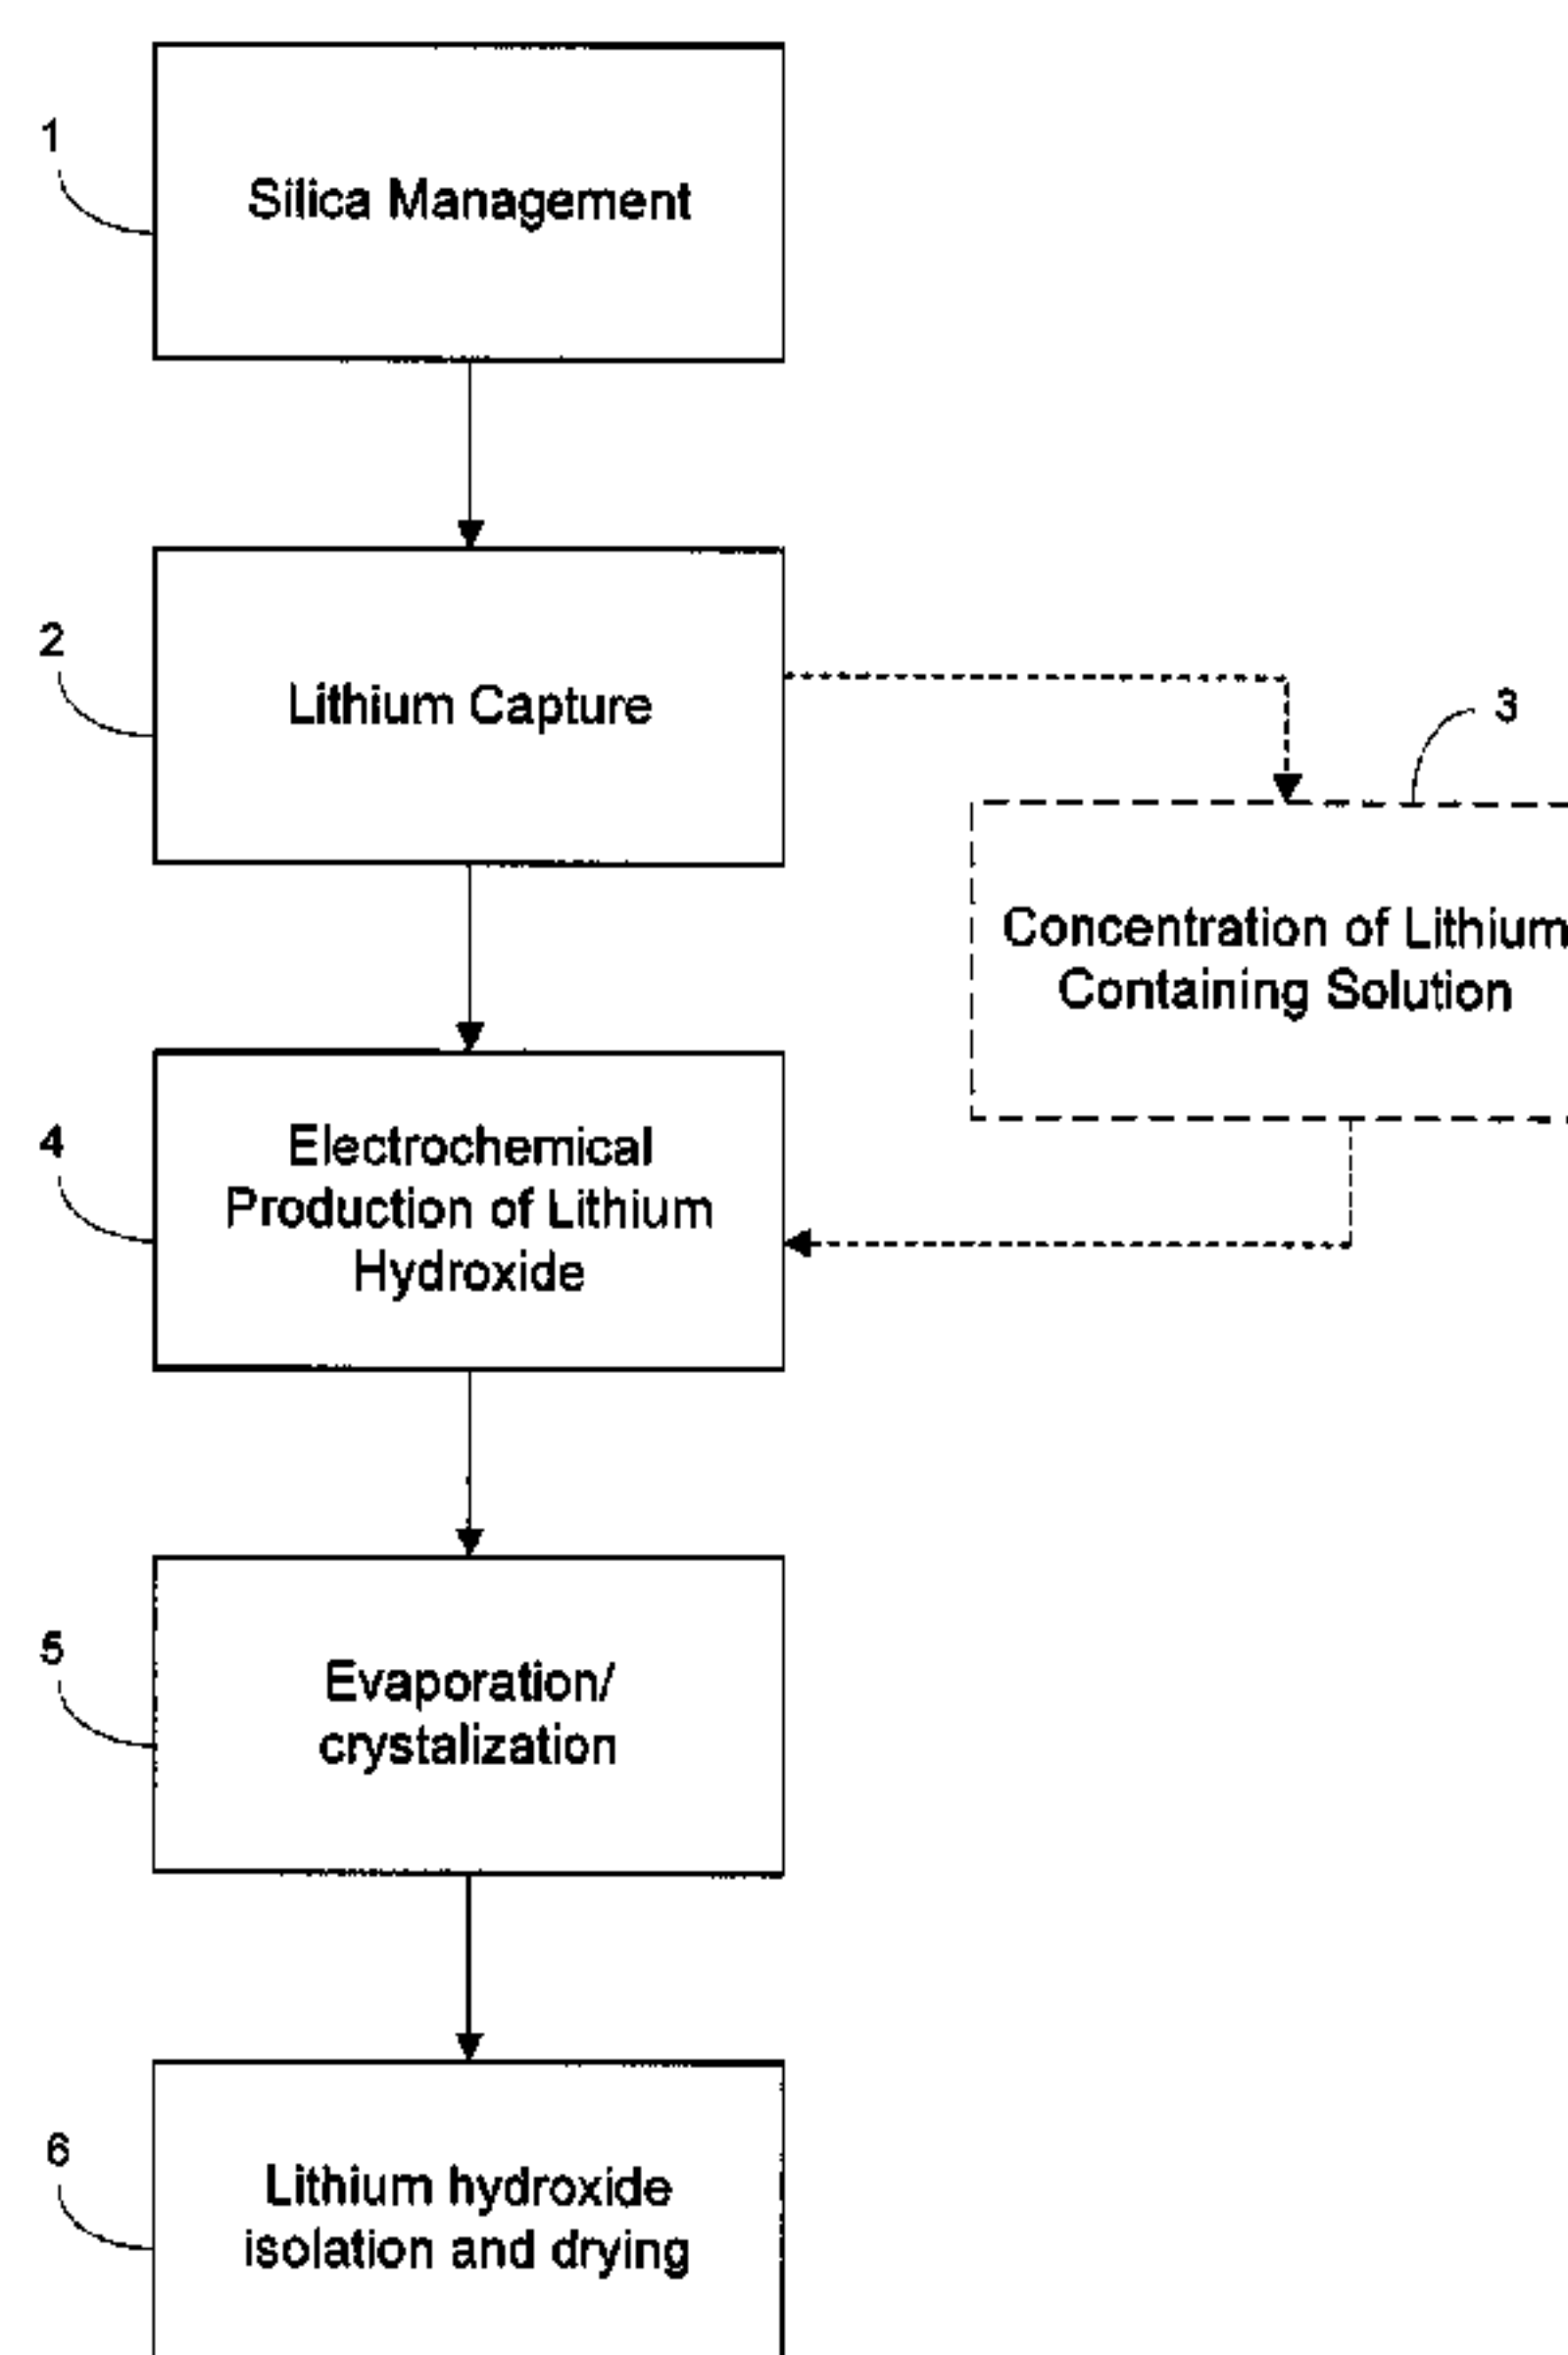 1
Silica Management
2
Lithium Capture
3
Concentration of Lithium
Containing Solution
4
Electrochemical
Production of Lithium
Hydroxide
5
Evaporation/
crystalization
6
Lithium hydroxide
isolation and drying